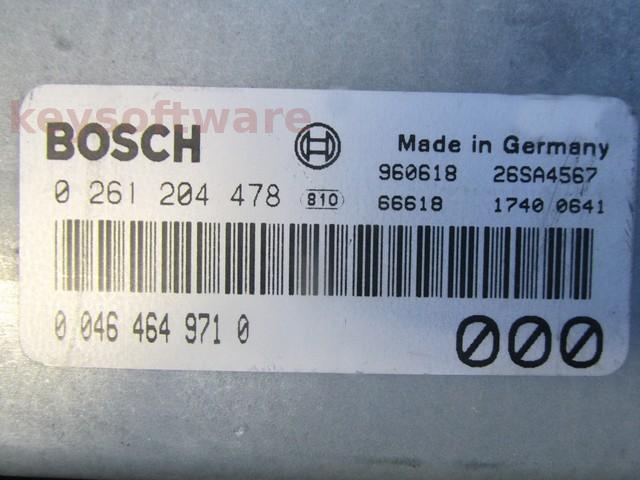 keysoftware
BOSCH
Made in Germany
960618 26SA4567
0 261 204 478 810 66618 1740 0641
0 046 464 971 0
000